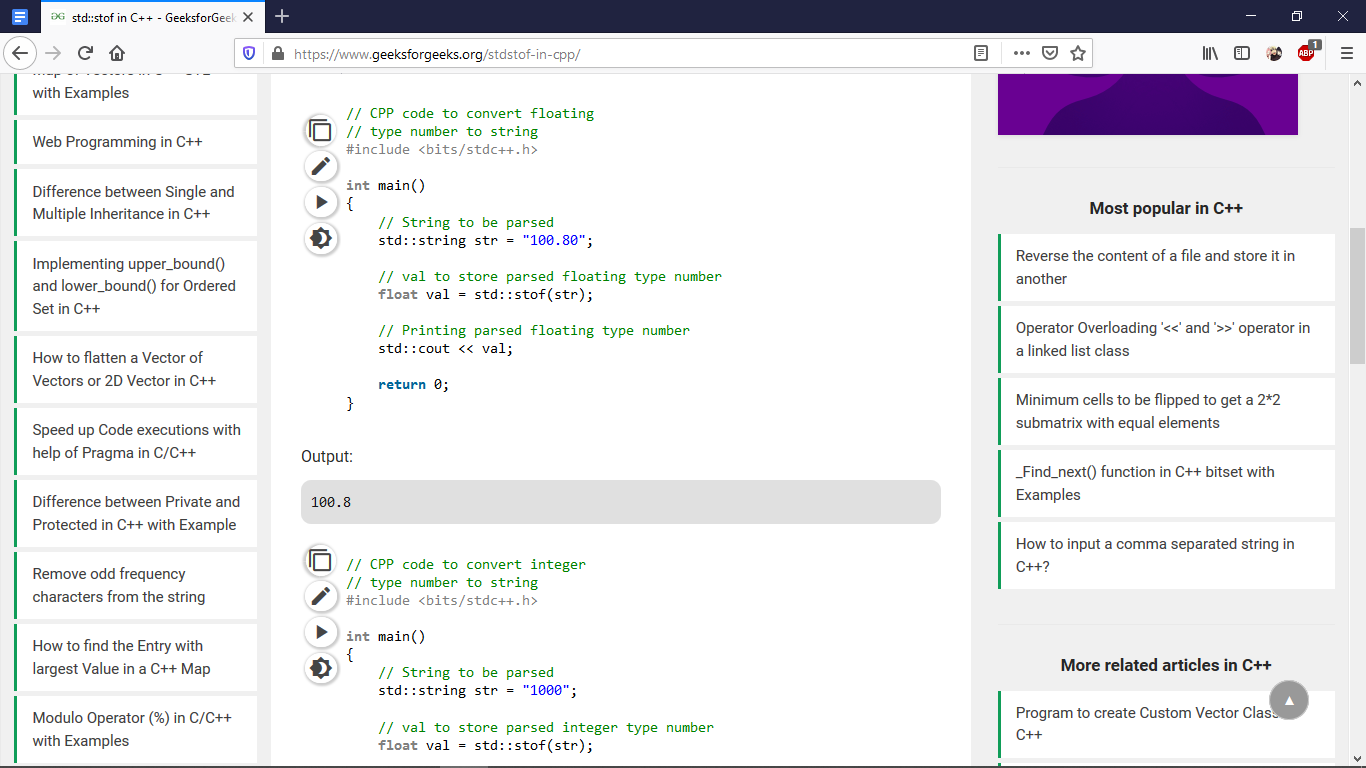 std::stof in C++ - GeeksforGeek
https://www.geeksforgeeks.org/stdstof-in-cpp/
ABP
1
with Examples
Web Programming in C++
Difference between Single and
Multiple Inheritance in C++
Implementing upper_bound()
and lower_bound() for Ordered
Set in C++
How to flatten a Vector of
Vectors or 2D Vector in C++
Speed up Code executions with
help of Pragma in C/C++
Difference between Private and
Protected in C++ with Example
Remove odd frequency
characters from the string
How to find the Entry with
largest Value in a C++ Map
Modulo Operator (%) in C/C++
with Examples
// CPP code to convert floating
// type number to string
#include <bits/stdc++.h>
int main()
{
// String to be parsed
std::string str = "100.80";
// val to store parsed floating type number
float val = std::stof(str);
// Printing parsed floating type number
std::cout << val;
return 0;
}
Output:
100.8
// CPP code to convert integer
// type number to string
#include <bits/stdc++.h>
int main()
{
// String to be parsed
std::string str = "1000";
// val to store parsed integer type number
float val = std::stof(str);
Most popular in C++
Reverse the content of a file and store it in
another
Operator Overloading '<<' and '>>' operator in
a linked list class
Minimum cells to be flipped to get a 2*2
submatrix with equal elements
_Find_next() function in C++ bitset with
Examples
How to input a comma separated string in
C++?
More related articles in C++
Program to create Custom Vector Class
C++